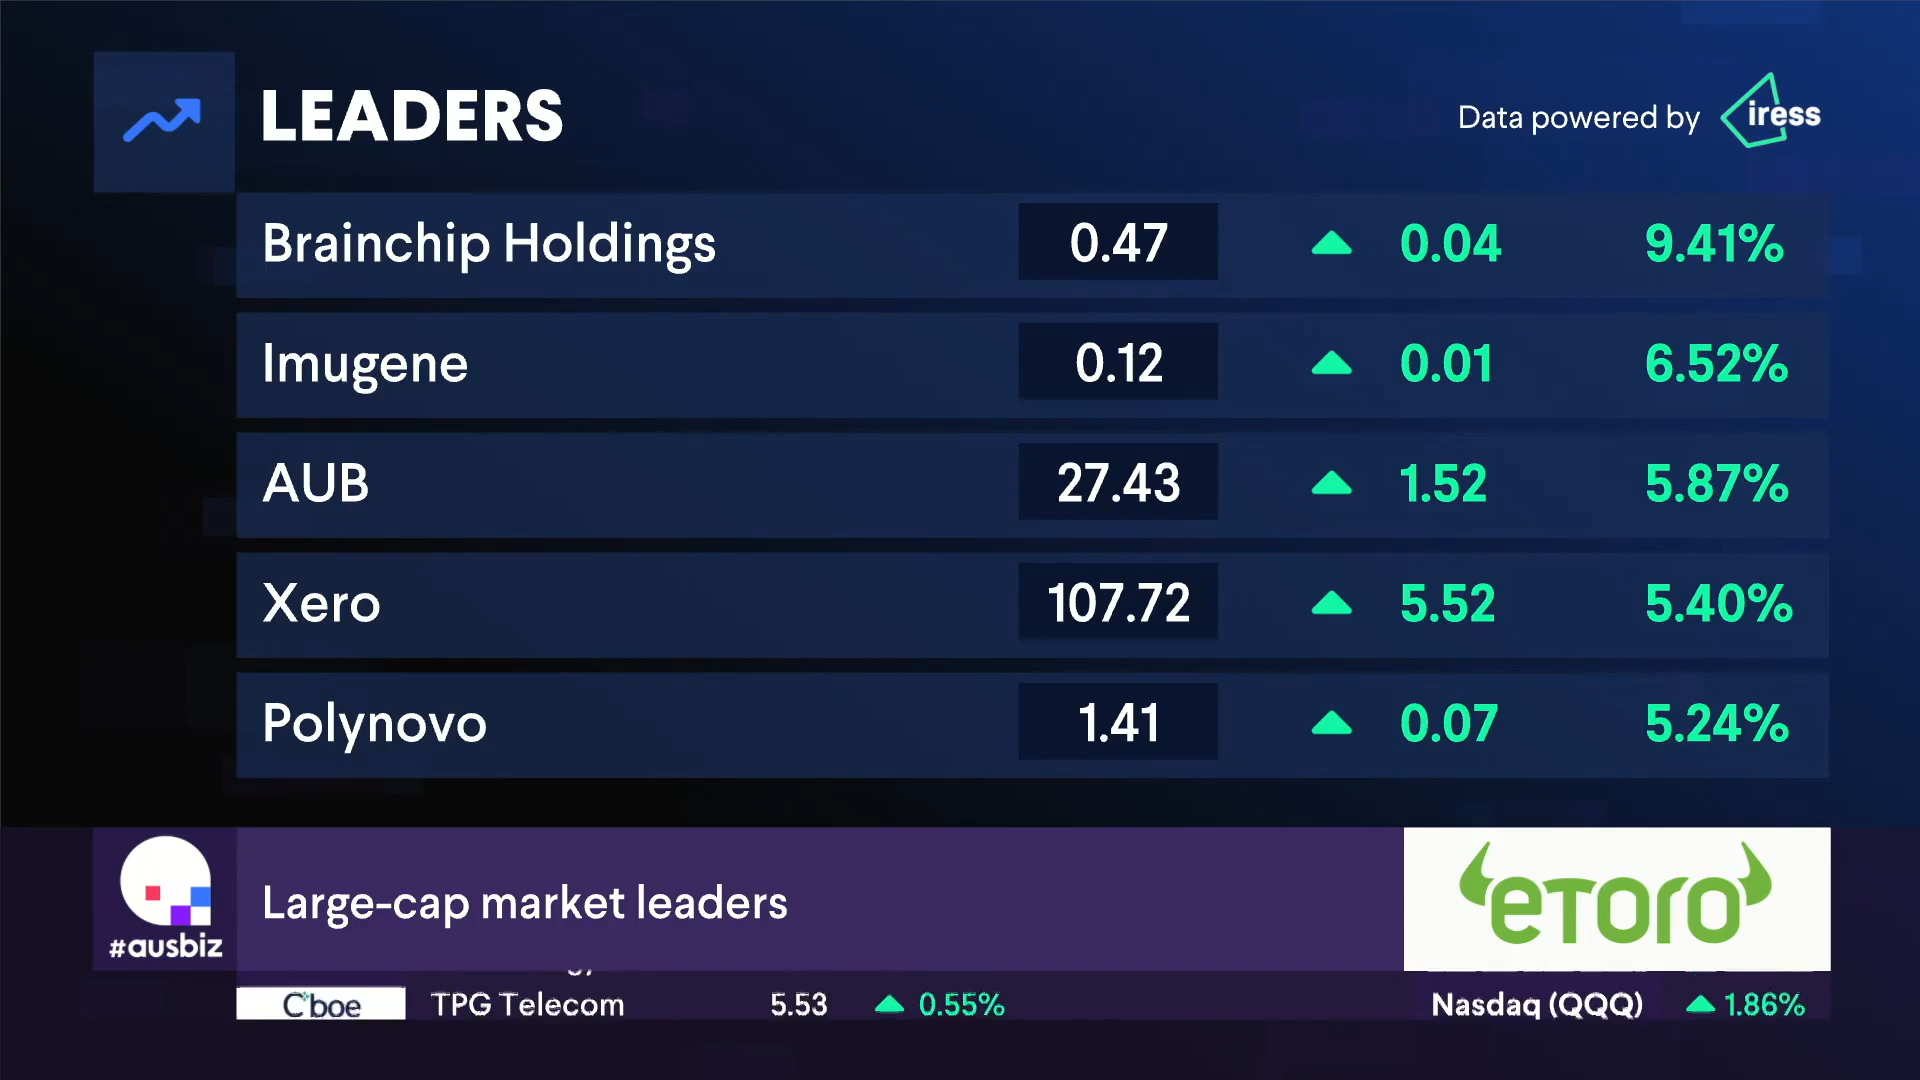 LEADERS
Data powered by iress
Brainchip Holdings 0.47 0.04 9.41%
Imugene 0.12 0.01 6.52%
AUB 27.43 1.52 5.87%
Xero 107.72 5.52 5.40%
Polynovo 1.41 0.07 5.24%
#ausbiz
Large-cap market leaders
eToro
Cboe TPG Telecom 5.53 0.55%
Nasdaq (QQQ) 1.86%